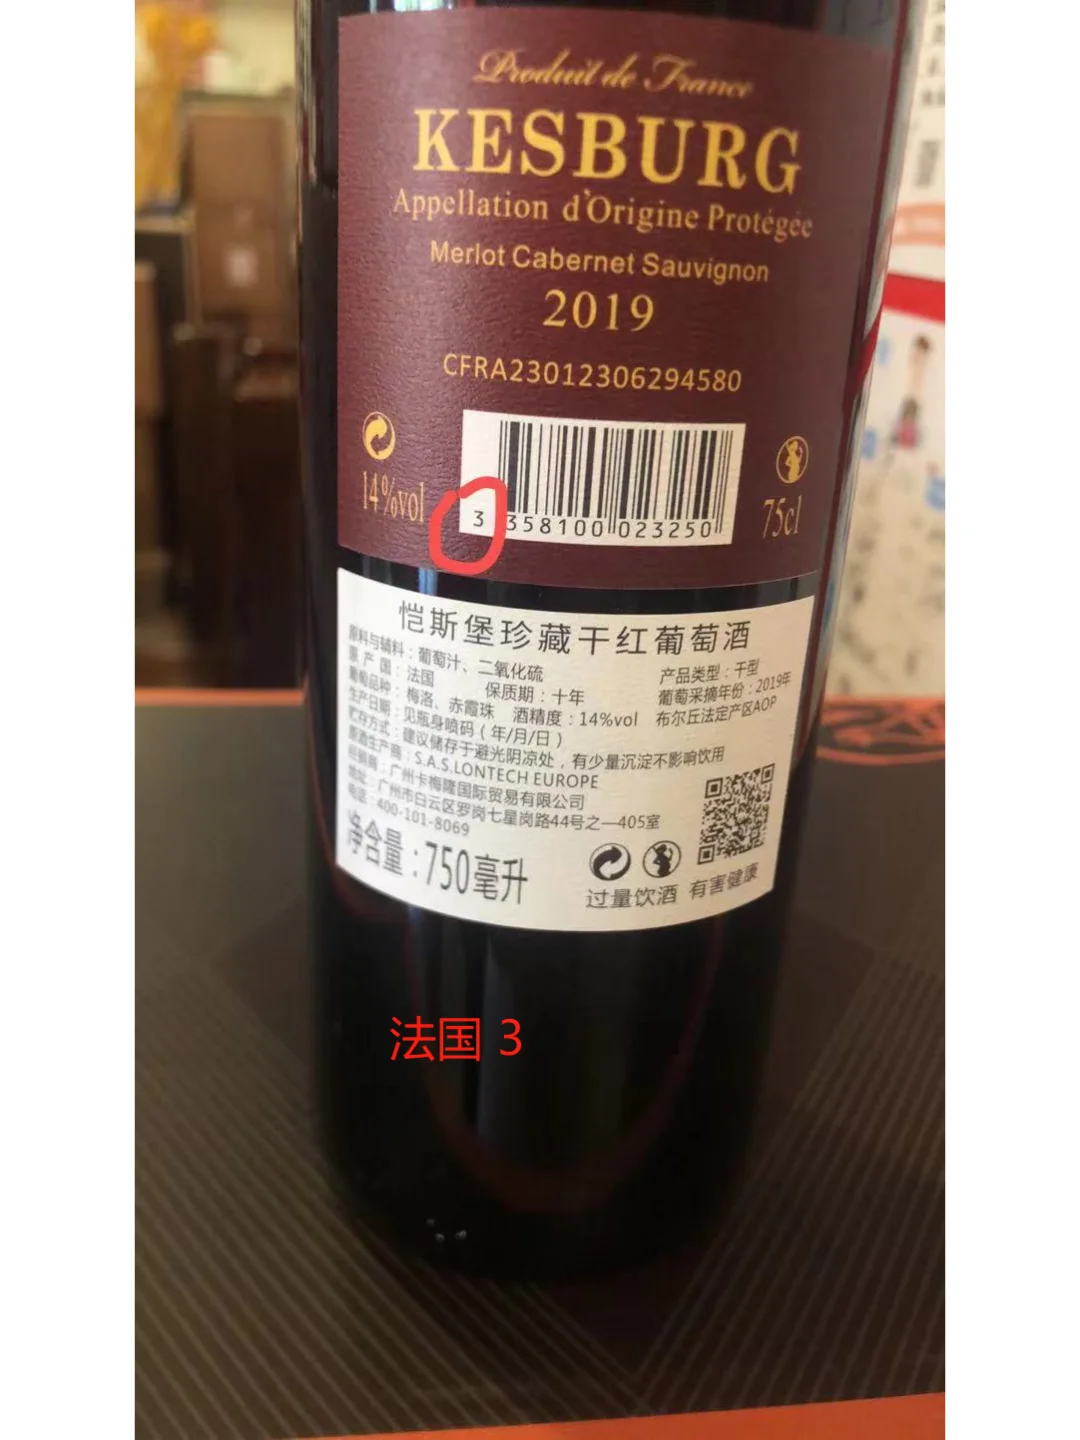 Produit de France
KESBURG
Appellation d'Origine Protégée
Merlot Cabernet Sauvignon
2019
CFRA23012306294580
14%vol
3 358100 023250
75cl
恺斯堡珍藏干红葡萄酒
原料与辅料：葡萄汁、二氧化硫 产品类型：干型
原 产 国：法国 保质期：十年 葡萄采摘年份：2019年
葡萄品种：梅洛、赤霞珠 酒精度：14%vol 布尔丘法定产区AOP
生产日期：见瓶身喷码（年/月/日）
贮存方式：建议储存于避光阴凉处，有少量沉淀不影响饮用
原酒生产商：S.A.S.LONTECH EUROPE
经销商：广州卡梅隆国际贸易有限公司
地址：广州市白云区罗岗七星岗路44号之一405室
电话：400-101-8069
净含量：750毫升
过量饮酒 有害健康
法国 3